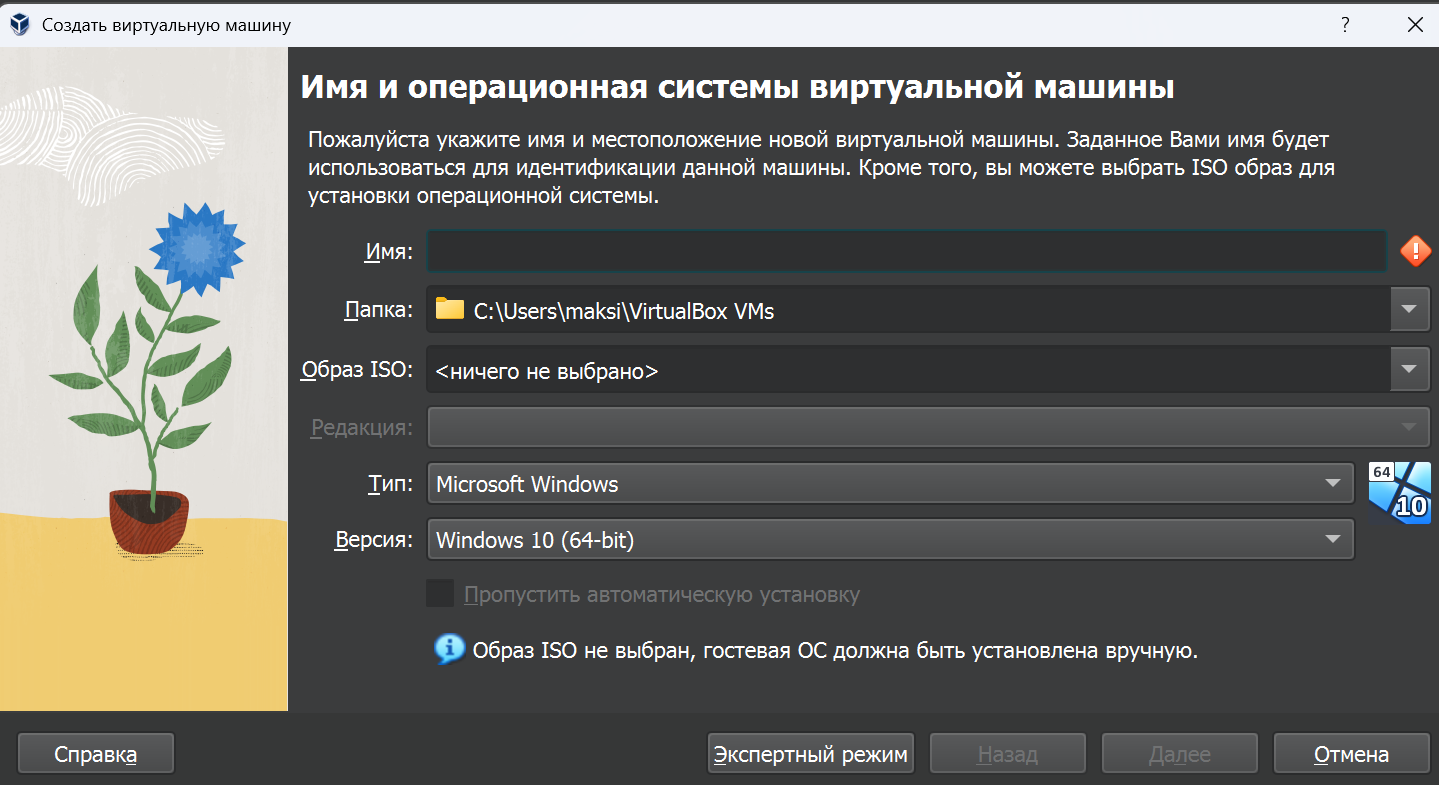 Создать виртуальную машину
?
Имя и операционная системы виртуальной машины
Пожалуйста укажите имя и местоположение новой виртуальной машины. Заданное Вами имя будет
использоваться для идентификации данной машины. Кроме того, вы можете выбрать ISO образ для
установки операционной системы.
Имя:
!
Папка: C:\Users\maksi\VirtualBox VMs
Образ ISO: <ничего не выбрано>
Редакция:
Тип: Microsoft Windows
64
10
Версия: Windows 10 (64-bit)
Пропустить автоматическую установку
i Образ ISO не выбран, гостевая ОС должна быть установлена вручную.
Справка Экспертный режим Назад Далее Отмена